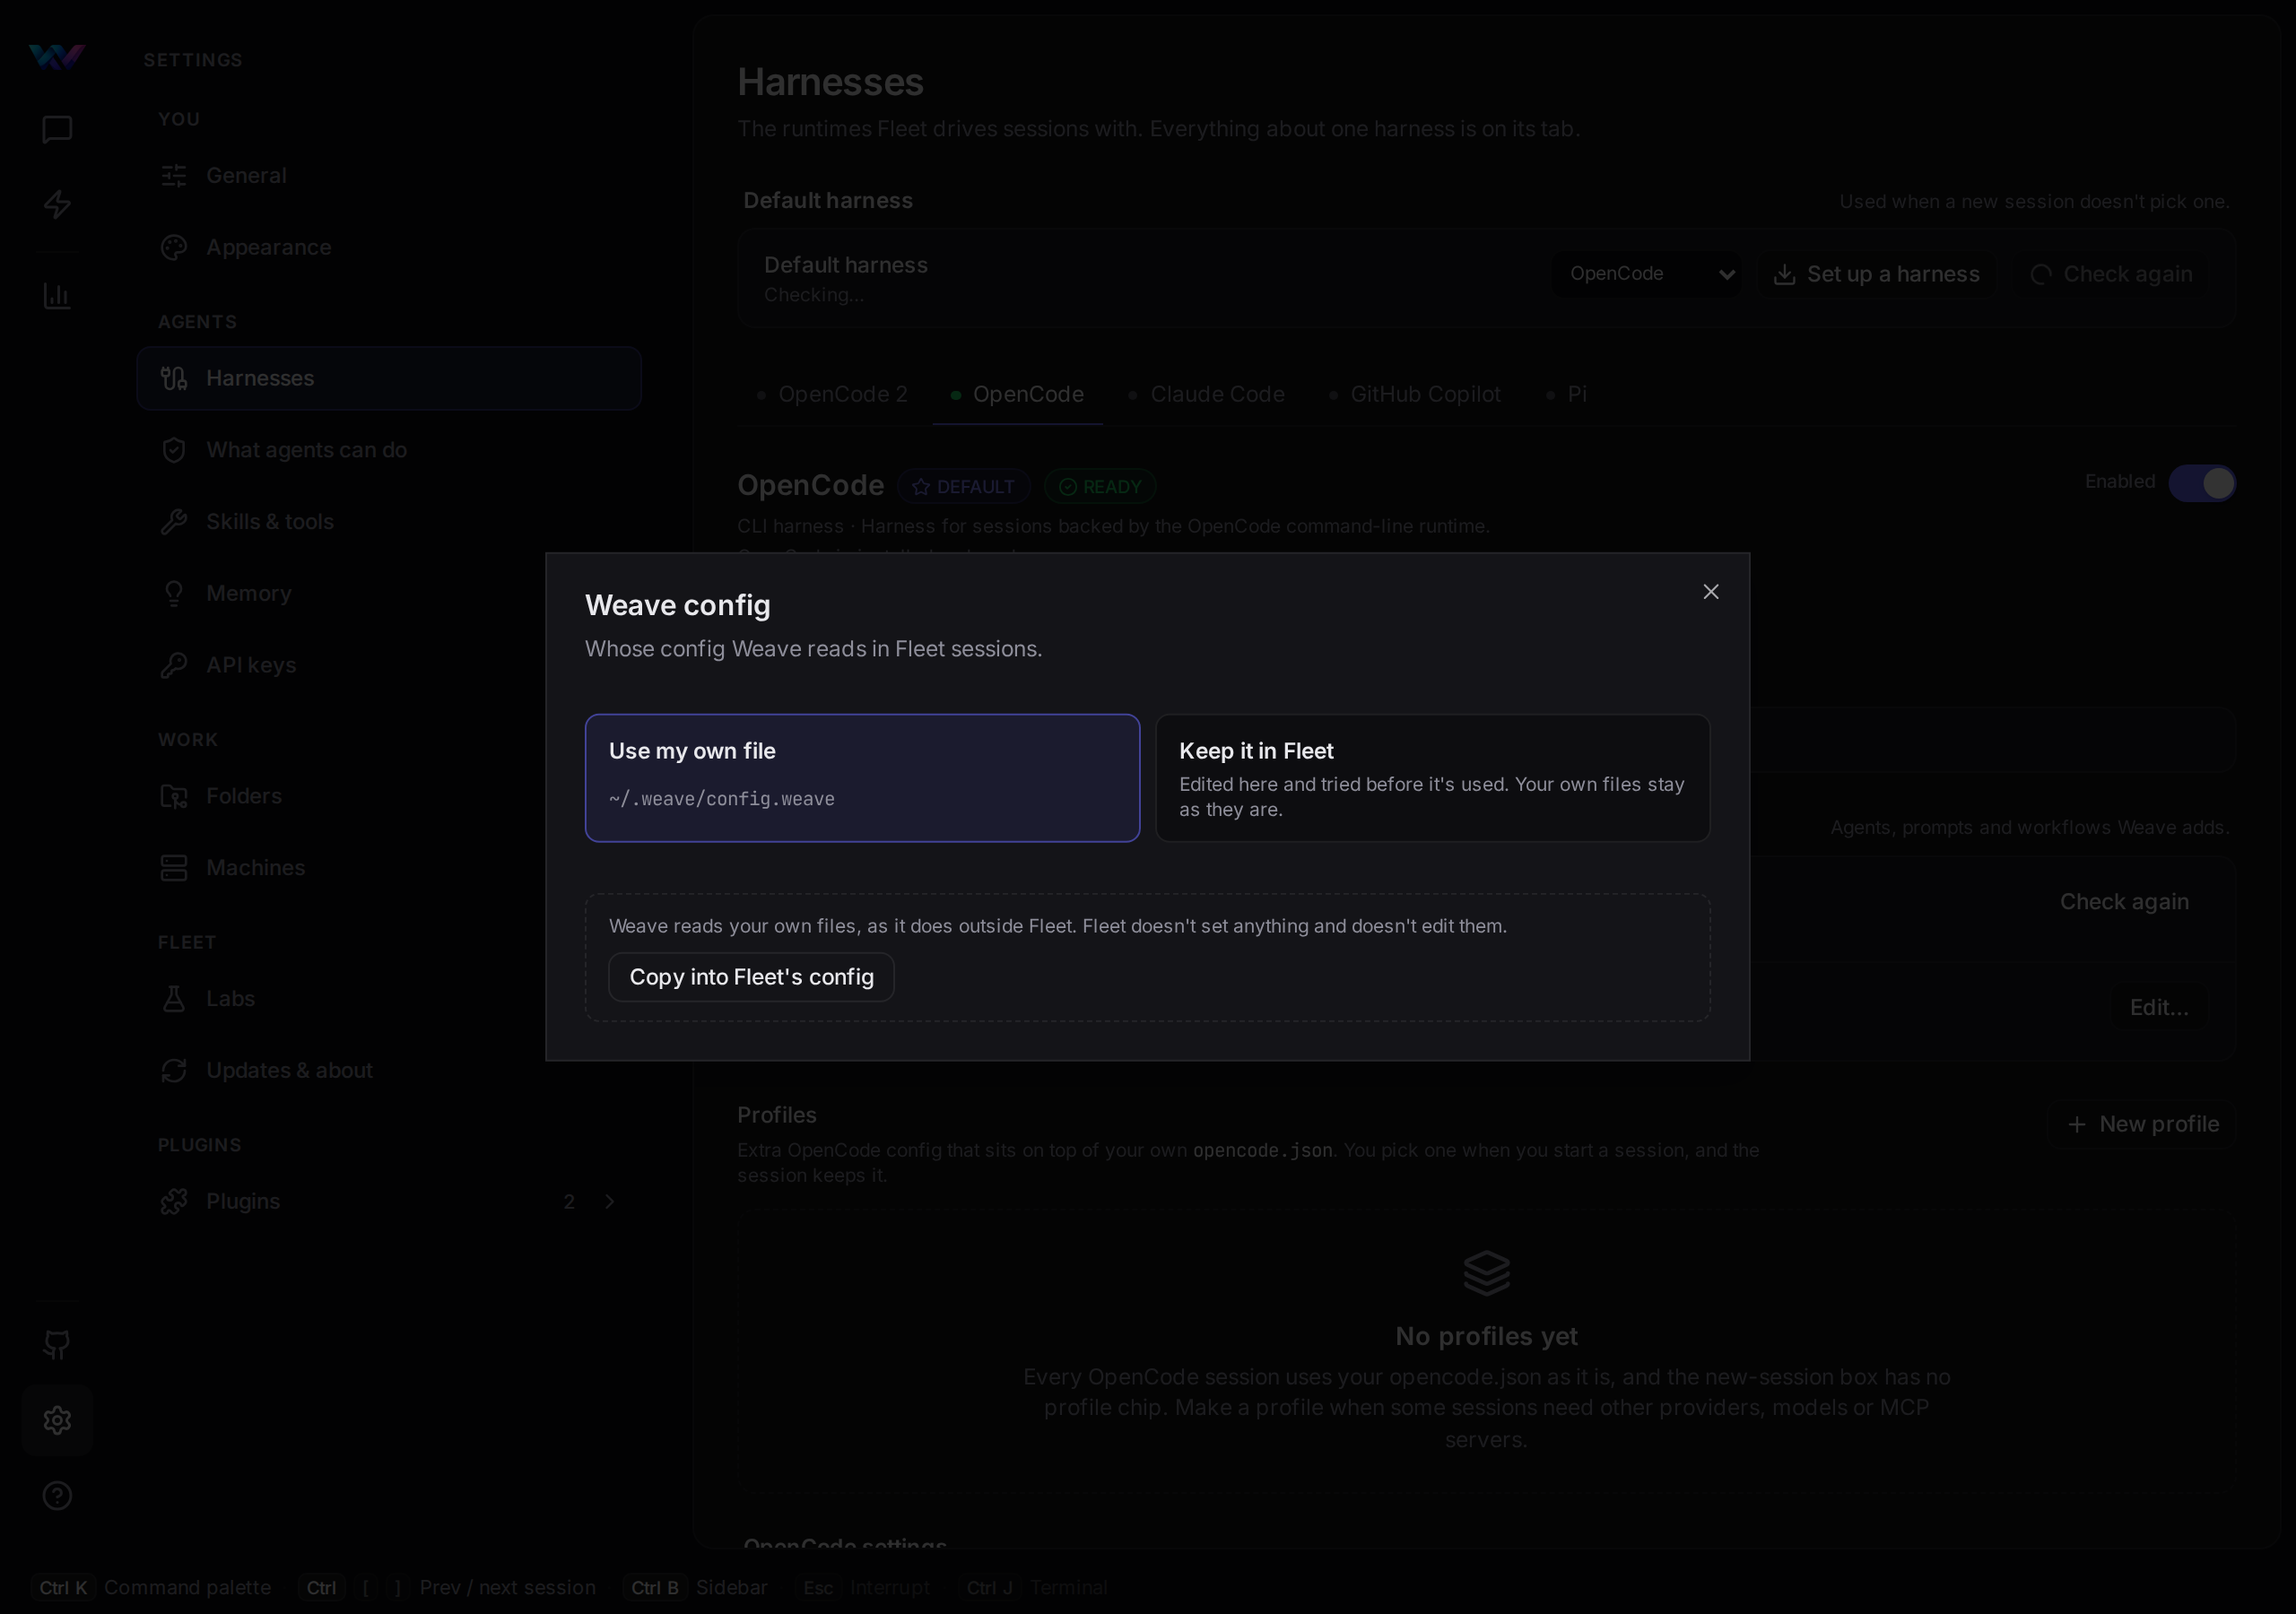 SETTINGS
YOU
General
Appearance
AGENTS
Harnesses
What agents can do
Skills & tools
Memory
API keys
WORK
Folders
Machines
FLEET
Labs
Updates & about
PLUGINS
Plugins 2
Harnesses
The runtimes Fleet drives sessions with. Everything about one harness is on its tab.
Default harness
Used when a new session doesn't pick one.
Default harness
Checking...
OpenCode
Set up a harness
Check again
OpenCode 2
OpenCode
Claude Code
GitHub Copilot
Pi
OpenCode
DEFAULT
READY
Enabled
CLI harness · Harness for sessions backed by the OpenCode command-line runtime.
Weave config
Whose config Weave reads in Fleet sessions.
Use my own file
~/.weave/config.weave
Keep it in Fleet
Edited here and tried before it's used. Your own files stay
as they are.
Weave reads your own files, as it does outside Fleet. Fleet doesn't set anything and doesn't edit them.
Copy into Fleet's config
Agents, prompts and workflows Weave adds.
Check again
Edit...
Profiles
New profile
Extra OpenCode config that sits on top of your own opencode.json. You pick one when you start a session, and the
session keeps it.
No profiles yet
Every OpenCode session uses your opencode.json as it is, and the new-session box has no
profile chip. Make a profile when some sessions need other providers, models or MCP
servers.
OpenCode settings
Ctrl K Command palette Ctrl [ ] Prev / next session Ctrl B Sidebar Esc Interrupt Ctrl J Terminal